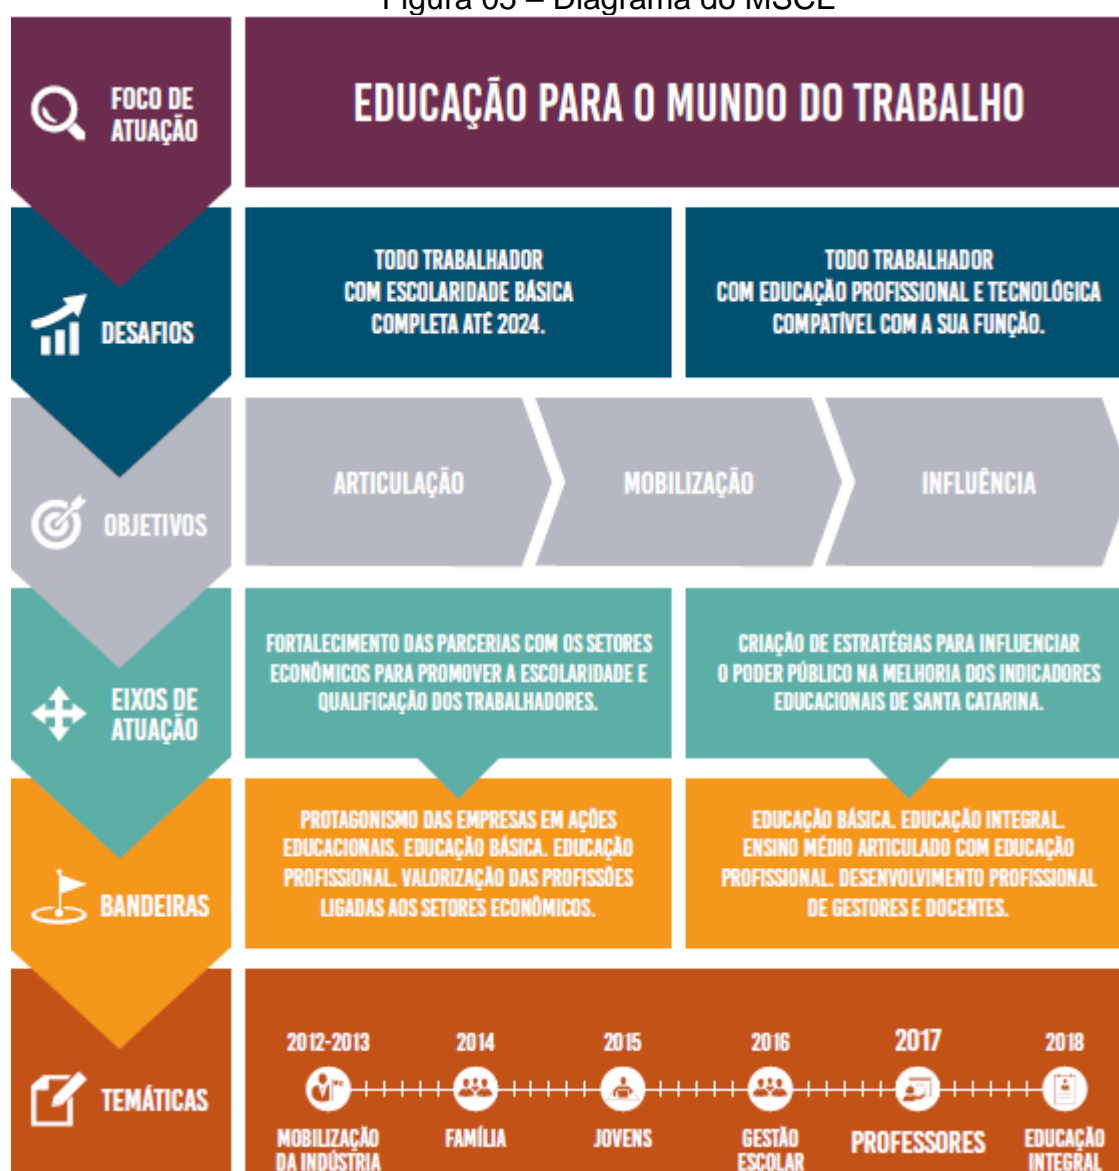 Figura 05 – Diagrama do MSCE
FOCO DE
ATUAÇÃO
EDUCAÇÃO PARA O MUNDO DO TRABALHO
DESAFIOS
TODO TRABALHADOR
COM ESCOLARIDADE BÁSICA
COMPLETA ATÉ 2024.
TODO TRABALHADOR
COM EDUCAÇÃO PROFISSIONAL E TECNOLÓGICA
COMPATÍVEL COM A SUA FUNÇÃO.
OBJETIVOS
ARTICULAÇÃO
MOBILIZAÇÃO
INFLUÊNCIA
EIXOS DE
ATUAÇÃO
FORTALECIMENTO DAS PARCERIAS COM OS SETORES
ECONÔMICOS PARA PROMOVER A ESCOLARIDADE E
QUALIFICAÇÃO DOS TRABALHADORES.
CRIAÇÃO DE ESTRATÉGIAS PARA INFLUENCIAR
O PODER PÚBLICO NA MELHORIA DOS INDICADORES
EDUCACIONAIS DE SANTA CATARINA.
BANDEIRAS
PROTAGONISMO DAS EMPRESAS EM AÇÕES
EDUCACIONAIS. EDUCAÇÃO BÁSICA. EDUCAÇÃO
PROFISSIONAL. VALORIZAÇÃO DAS PROFISSÕES
LIGADAS AOS SETORES ECONÔMICOS.
EDUCAÇÃO BÁSICA. EDUCAÇÃO INTEGRAL.
ENSINO MÉDIO ARTICULADO COM EDUCAÇÃO
PROFISSIONAL. DESENVOLVIMENTO PROFISSIONAL
DE GESTORES E DOCENTES.
TEMÁTICAS
2012-2013
MOBILIZAÇÃO
DA INDÚSTRIA
2014
FAMÍLIA
2015
JOVENS
2016
GESTÃO
ESCOLAR
2017
PROFESSORES
2018
EDUCAÇÃO
INTEGRAL